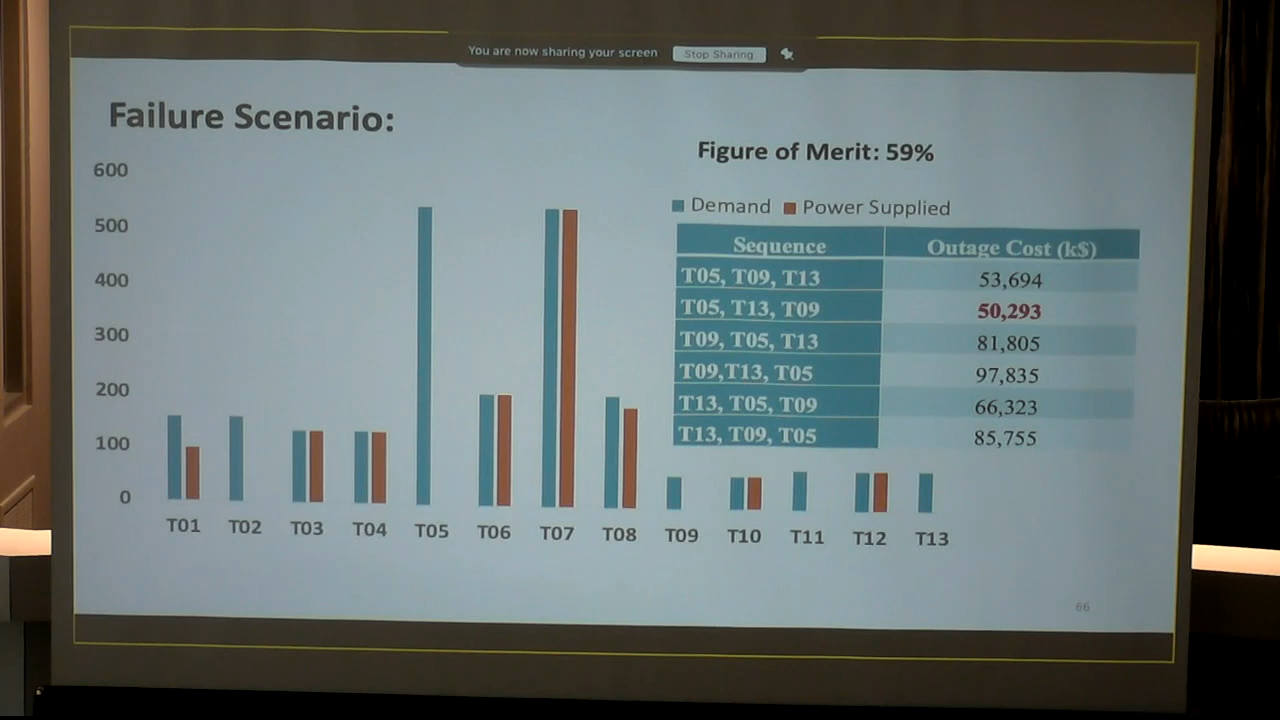 You are now sharing your screen Stop Sharing
Failure Scenario:
Figure of Merit: 59%
Demand Power Supplied
Sequence Outage Cost (k$)
T05, T09, T13 53,694
T05, T13, T09 50,293
T09, T05, T13 81,805
T09,T13, T05 97,835
T13, T05, T09 66,323
T13, T09, T05 85,755
600
500
400
300
200
100
0
T01 T02 T03 T04 T05 T06 T07 T08 T09 T10 T11 T12 T13
66